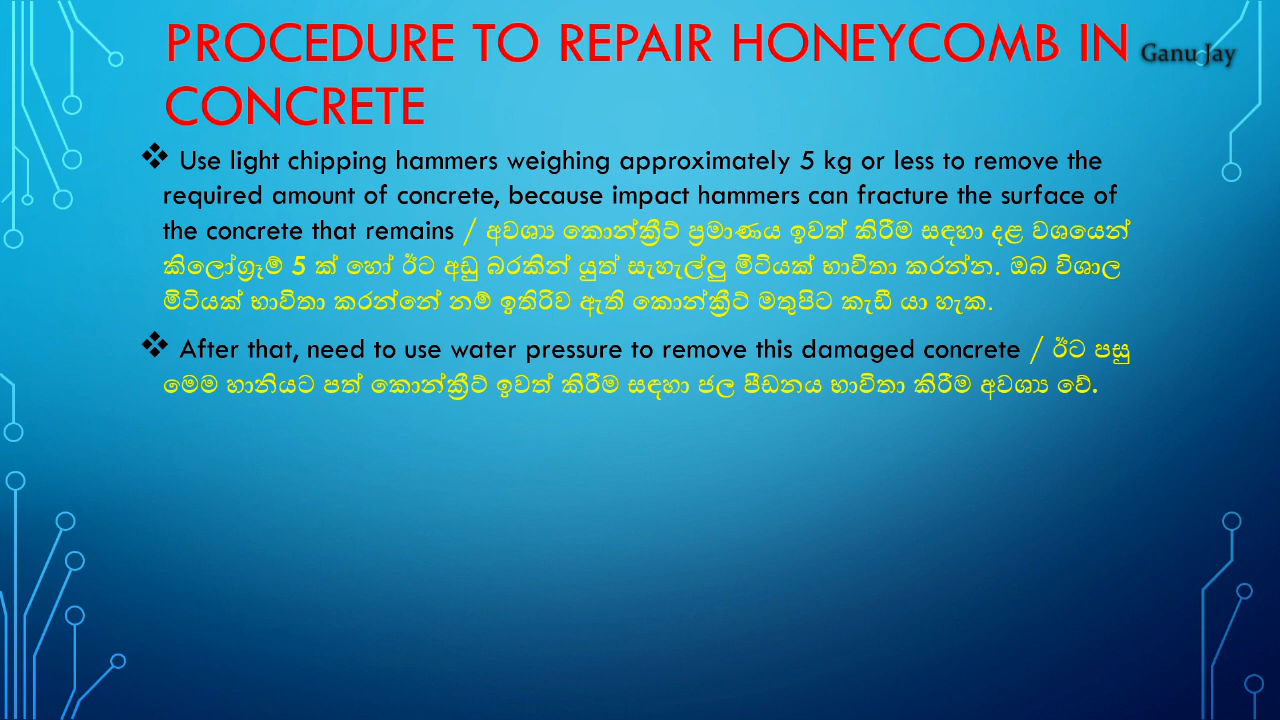 PROCEDURE TO REPAIR HONEYCOMB IN
CONCRETE
Ganu Jay
❖ Use light chipping hammers weighing approximately 5 kg or less to remove the
required amount of concrete, because impact hammers can fracture the surface of
the concrete that remains / අවශ්‍ය කොන්ක්‍රීට් ප්‍රමාණය ඉවත් කිරීම සඳහා දළ වශයෙන්
කිලෝග්‍රෑම් 5 ක් හෝ ඊට අඩු බරකින් යුත් සැහැල්ලු මිටියක් භාවිතා කරන්න. ඔබ විශාල
මිටියක් භාවිතා කරන්නේ නම් ඉතිරිව ඇති කොන්ක්‍රීට් මතුපිට කැඩී යා හැක.
❖ After that, need to use water pressure to remove this damaged concrete / ඊට පසු
මෙම හානියට පත් කොන්ක්‍රීට් ඉවත් කිරීම සඳහා ජල පීඩනය භාවිතා කිරීම අවශ්‍ය වේ.